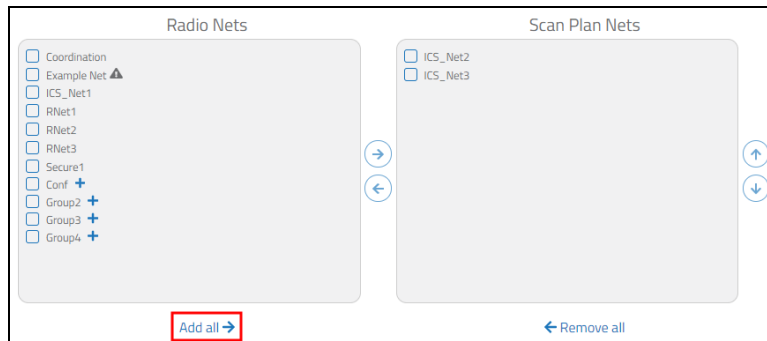 Radio Nets
Coordination
Example Net
ICS_Net1
RNet1
RNet2
RNet3
Secure1
Conf +
Group2 +
Group3 +
Group4 +
Add all →
Scan Plan Nets
ICS_Net2
ICS_Net3
← Remove all